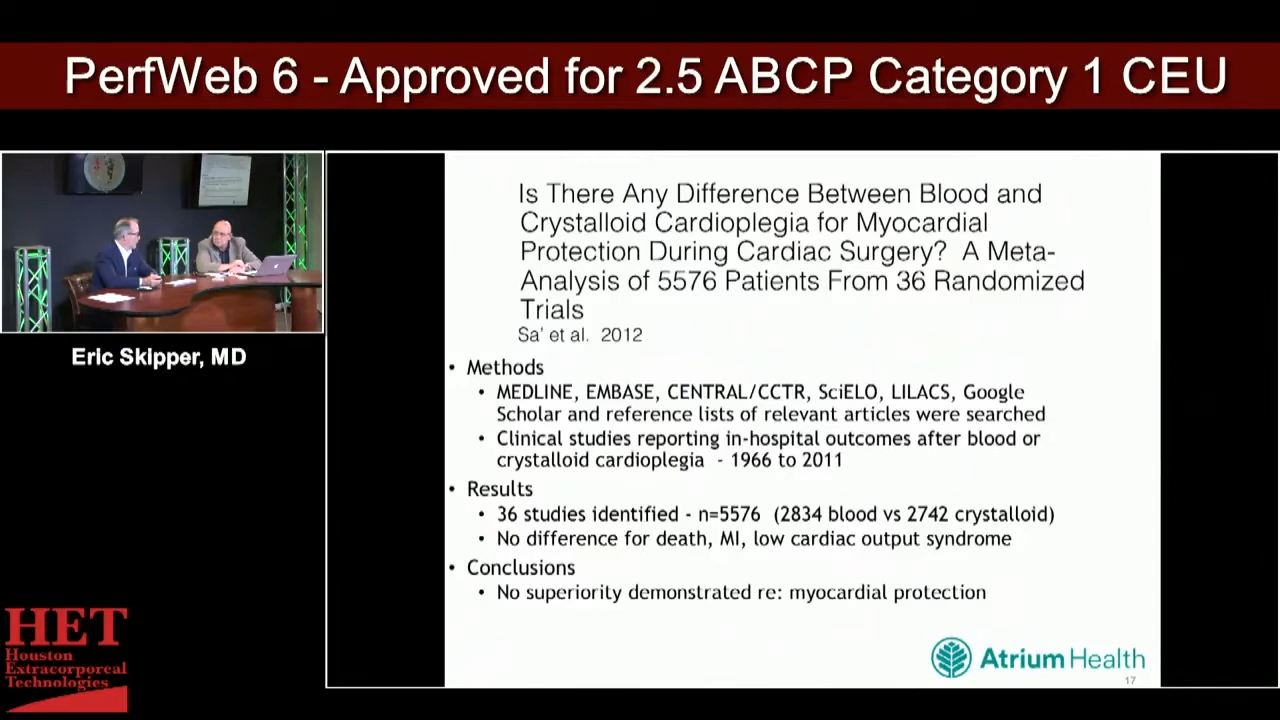 PerfWeb 6 - Approved for 2.5 ABCP Category 1 CEU
Eric Skipper, MD
Is There Any Difference Between Blood and
Crystalloid Cardioplegia for Myocardial
Protection During Cardiac Surgery?  A Meta-
Analysis of 5576 Patients From 36 Randomized
Trials
Sa' et al.  2012
• Methods
• MEDLINE, EMBASE, CENTRAL/CCTR, SciELO, LILACS, Google
Scholar and reference lists of relevant articles were searched
• Clinical studies reporting in-hospital outcomes after blood or
crystalloid cardioplegia  - 1966 to 2011
• Results
• 36 studies identified - n=5576  (2834 blood vs 2742 crystalloid)
• No difference for death, MI, low cardiac output syndrome
• Conclusions
• No superiority demonstrated re: myocardial protection
HET
Houston
Extracorporeal
Technologies
Atrium Health
17